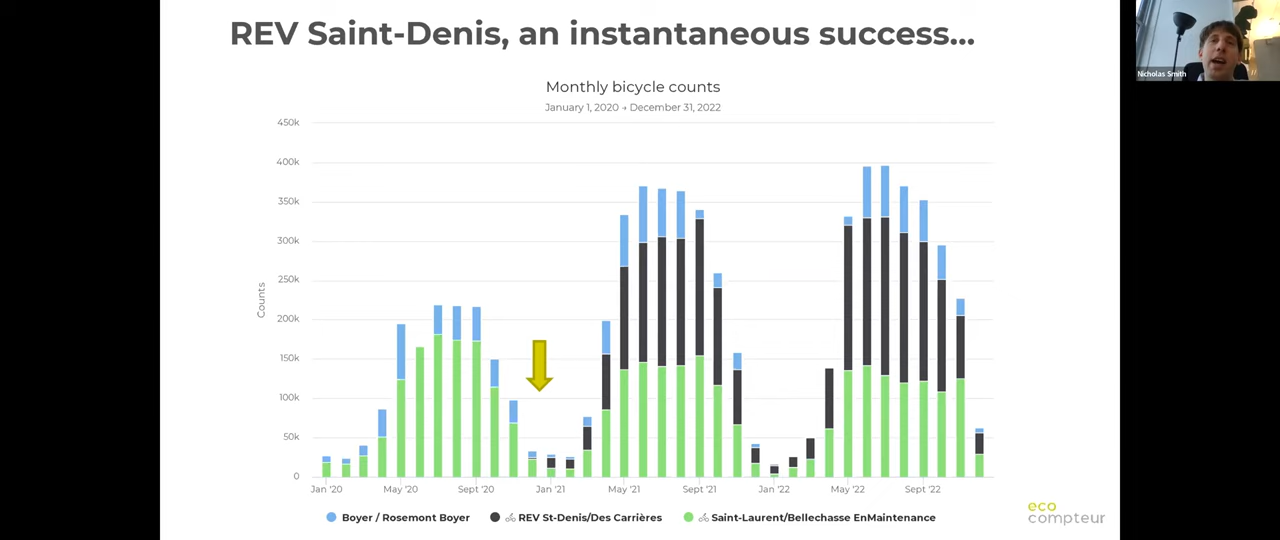 REV Saint-Denis, an instantaneous success...
Nicholas Smith
Monthly bicycle counts
January 1, 2020 → December 31, 2022
450k
400k
350k
300k
250k
200k
150k
100k
50k
0
Counts
Jan '20
May '20
Sept '20
Jan '21
May '21
Sept '21
Jan '22
May '22
Sept '22
Boyer / Rosemont Boyer
REV St-Denis/Des Carrières
Saint-Laurent/Bellechasse EnMaintenance
eco
compteur